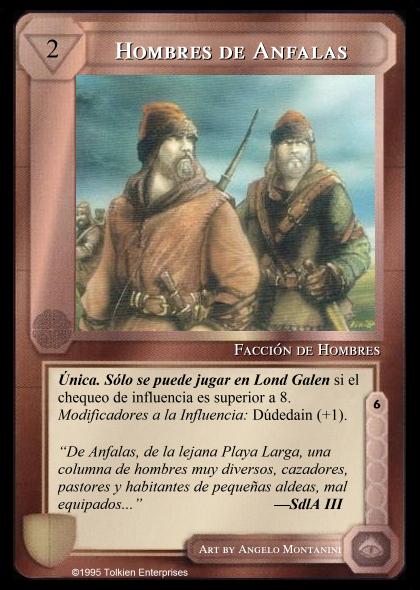 2
Hombres de Anfalas
Facción de Hombres
Única. Sólo se puede jugar en Lond Galen si el
chequeo de influencia es superior a 8.
Modificadores a la Influencia: Dúdedain (+1).
6
“De Anfalas, de la lejana Playa Larga, una
columna de hombres muy diversos, cazadores,
pastores y habitantes de pequeñas aldeas, mal
equipados...” —SdlA III
Art by Angelo Montanini
©1995 Tolkien Enterprises